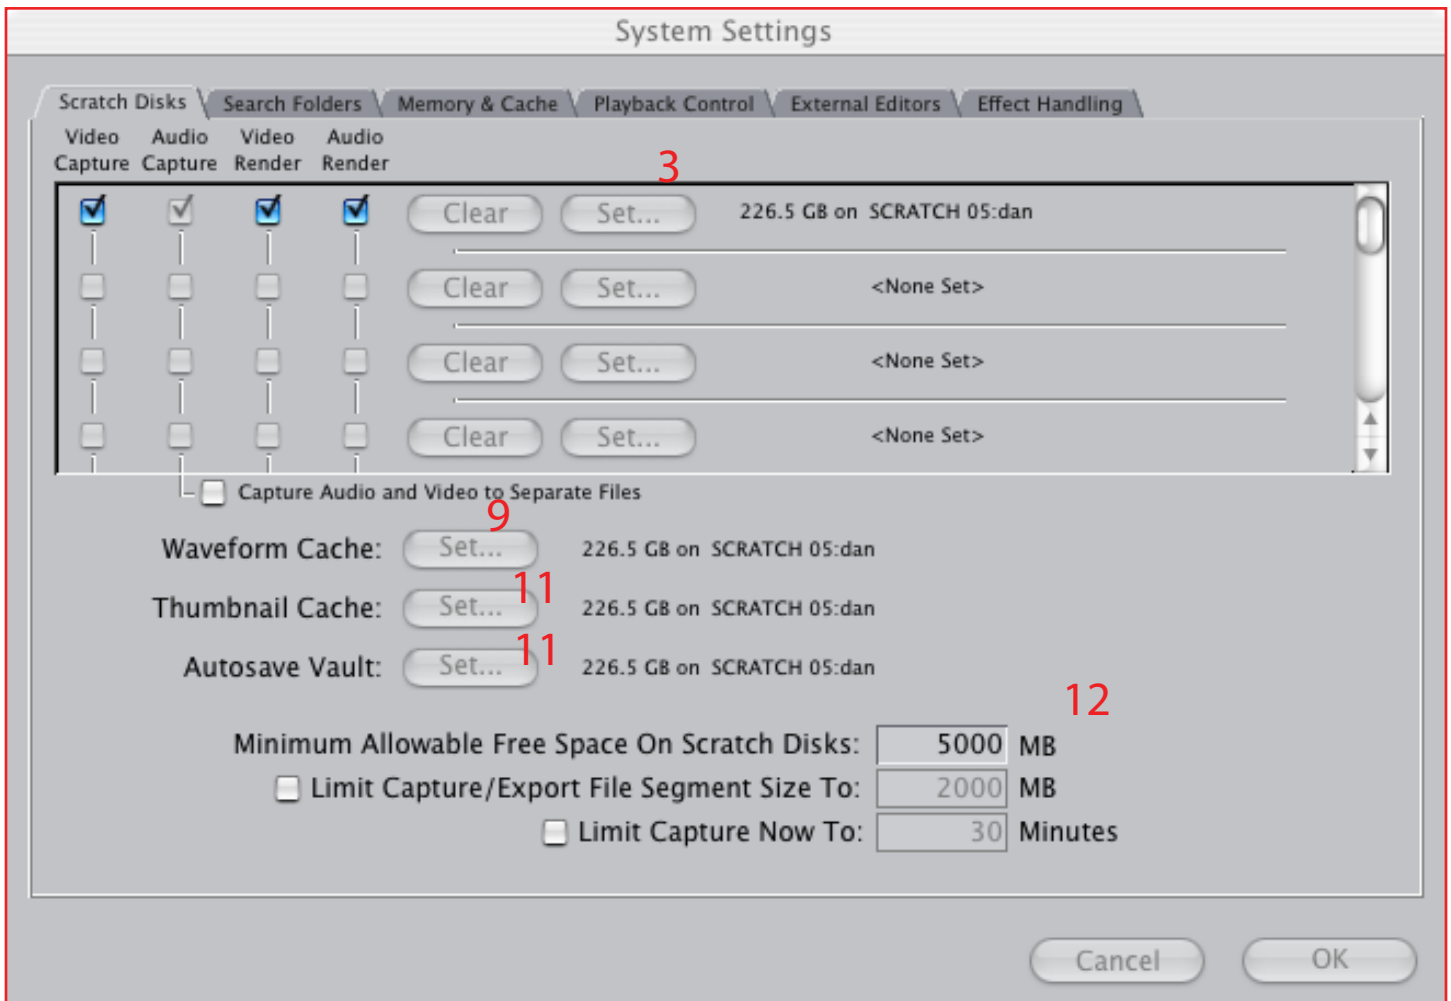 System Settings
Scratch Disks Search Folders Memory & Cache Playback Control External Editors Effect Handling
Video Audio Video Audio
Capture Capture Render Render
3
Clear Set... 226.5 GB on SCRATCH 05:dan
Clear Set... <None Set>
Clear Set... <None Set>
Clear Set... <None Set>
Capture Audio and Video to Separate Files
9
Waveform Cache: Set... 226.5 GB on SCRATCH 05:dan
11
Thumbnail Cache: Set... 226.5 GB on SCRATCH 05:dan
11
Autosave Vault: Set... 226.5 GB on SCRATCH 05:dan
12
Minimum Allowable Free Space On Scratch Disks: 5000 MB
Limit Capture/Export File Segment Size To: 2000 MB
Limit Capture Now To: 30 Minutes
Cancel OK